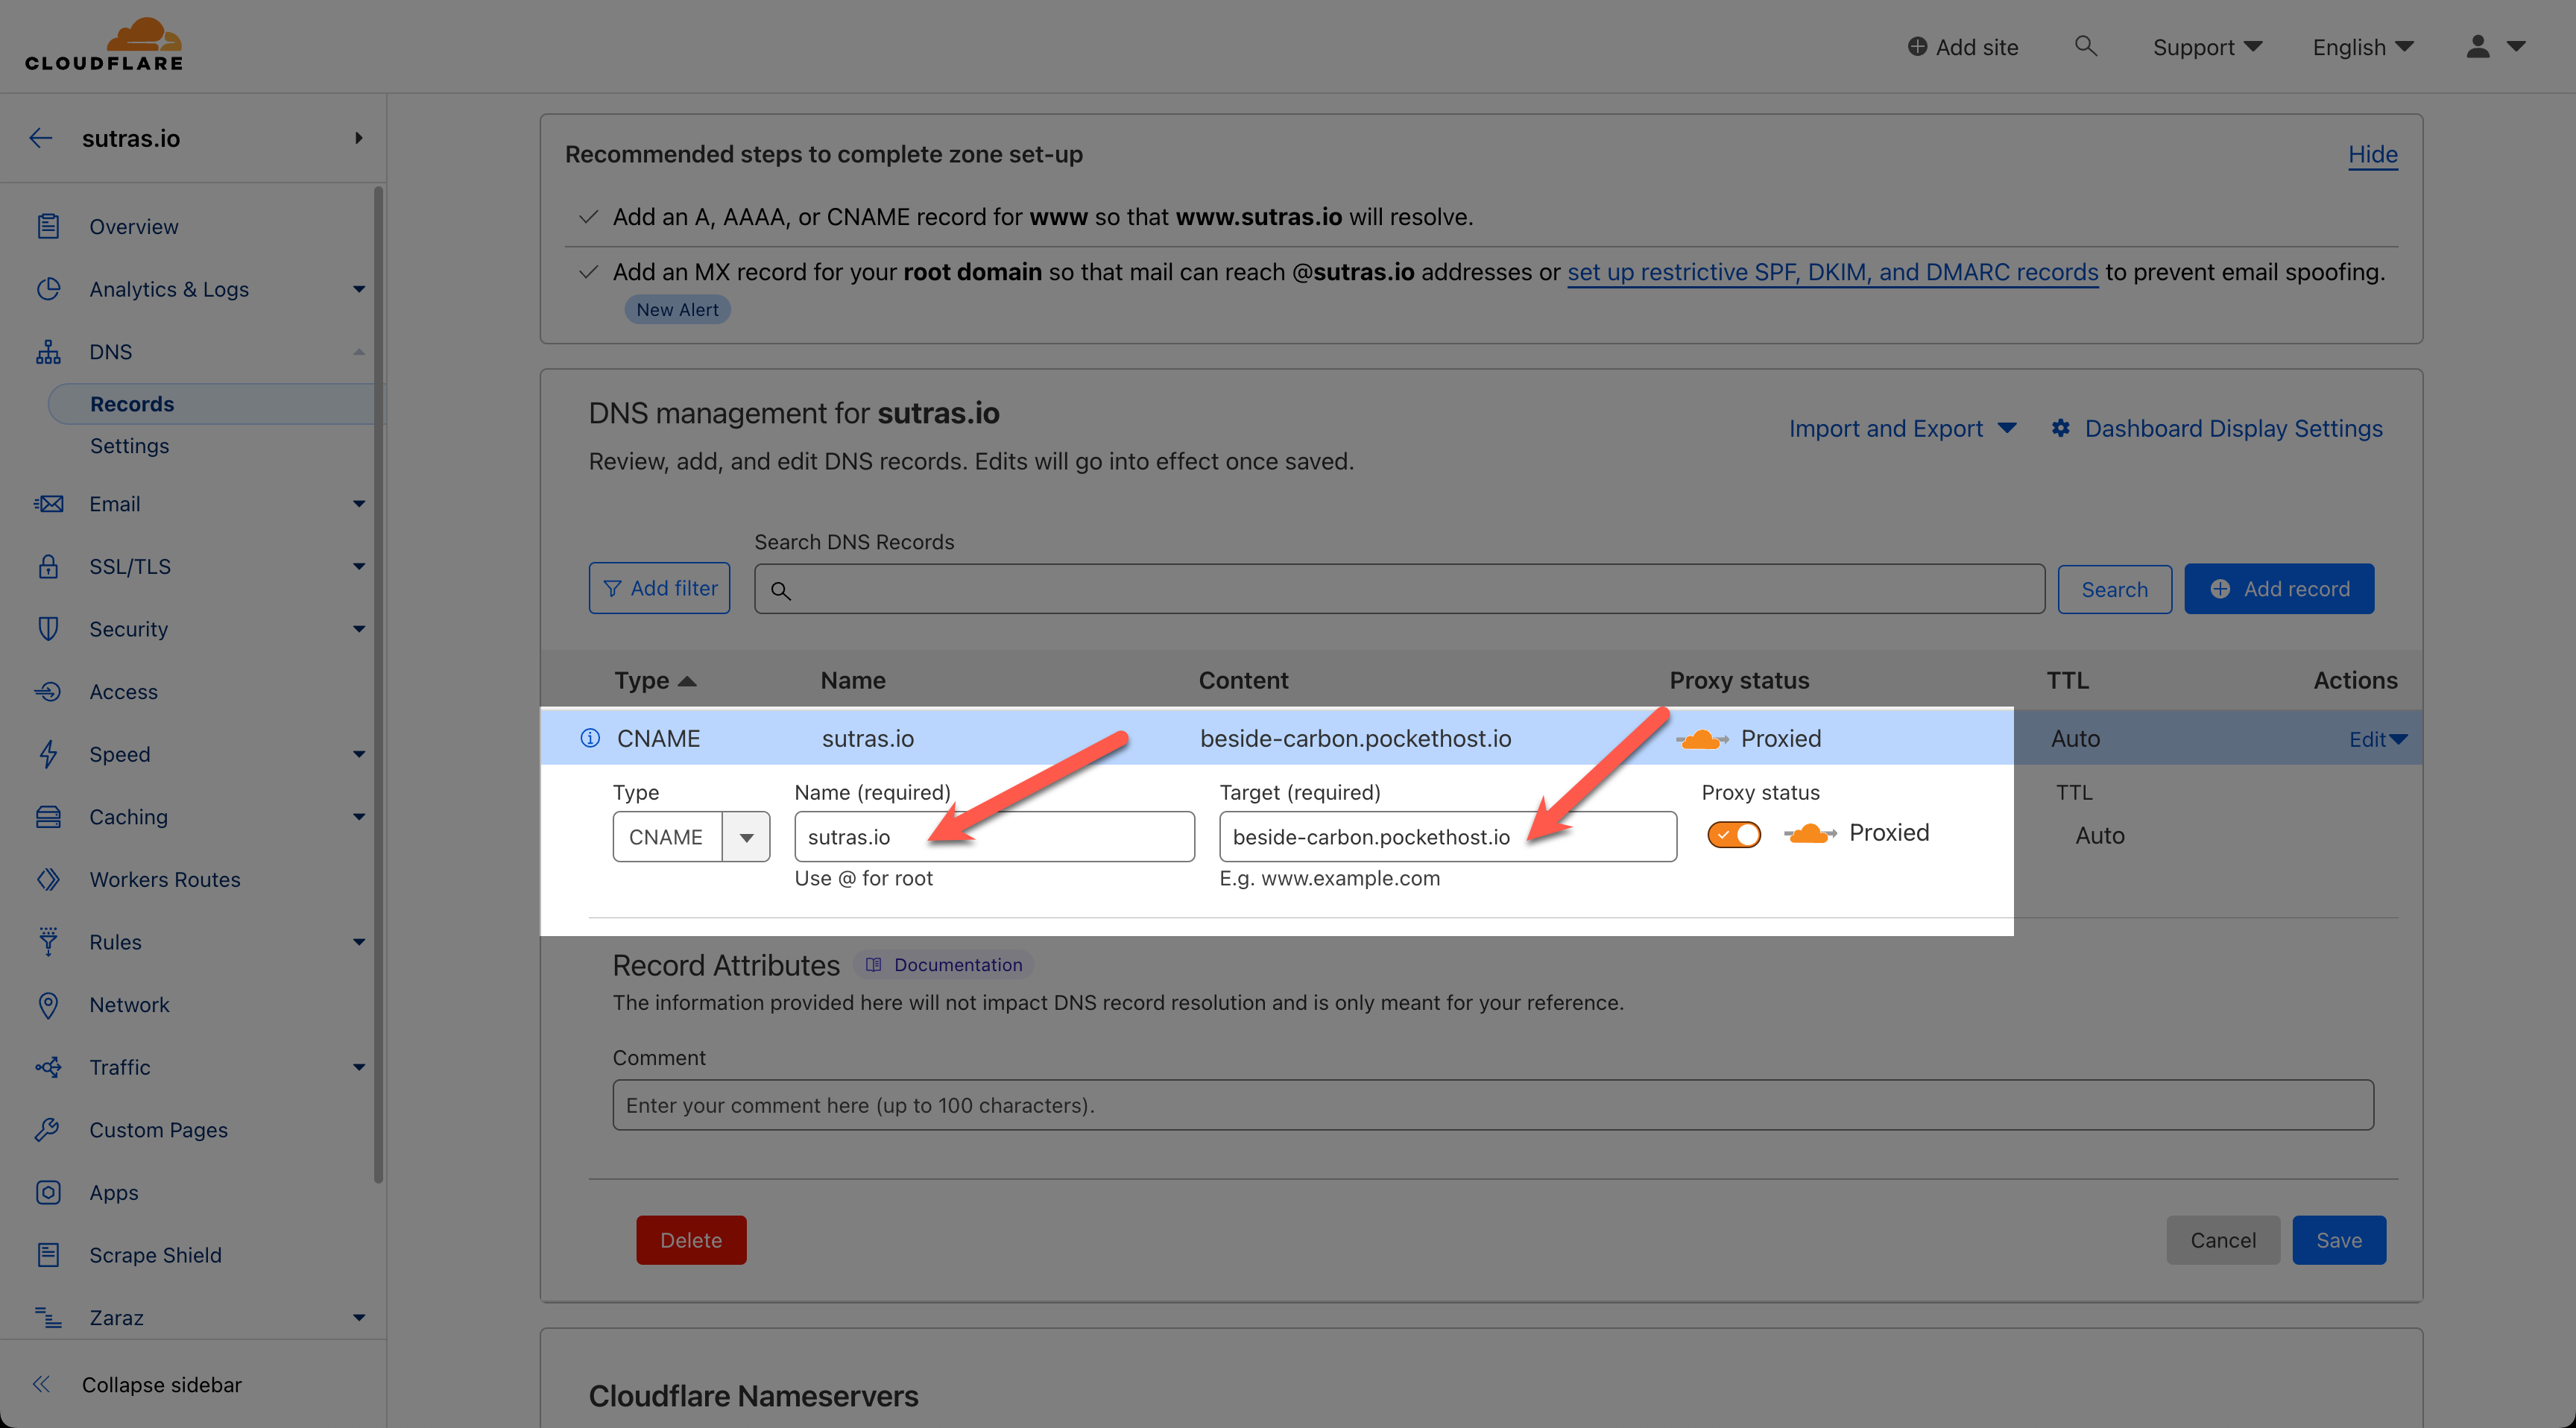 CLOUDFLARE
Add site
Support
English
sutras.io
Overview
Analytics & Logs
DNS
Records
Settings
Email
SSL/TLS
Security
Access
Speed
Caching
Workers Routes
Rules
Network
Traffic
Custom Pages
Apps
Scrape Shield
Zaraz
Collapse sidebar
Recommended steps to complete zone set-up
Hide
Add an A, AAAA, or CNAME record for www so that www.sutras.io will resolve.
Add an MX record for your root domain so that mail can reach @sutras.io addresses or set up restrictive SPF, DKIM, and DMARC records to prevent email spoofing.
New Alert
DNS management for sutras.io
Import and Export
Dashboard Display Settings
Review, add, and edit DNS records. Edits will go into effect once saved.
Search DNS Records
Add filter
Search
Add record
Type Name Content Proxy status TTL Actions
CNAME sutras.io beside-carbon.pockethost.io Proxied Auto Edit
Type Name (required) Target (required) Proxy status TTL
CNAME sutras.io beside-carbon.pockethost.io Proxied Auto
Use @ for root E.g. www.example.com
Record Attributes Documentation
The information provided here will not impact DNS record resolution and is only meant for your reference.
Comment
Enter your comment here (up to 100 characters).
Delete Cancel Save
Cloudflare Nameservers